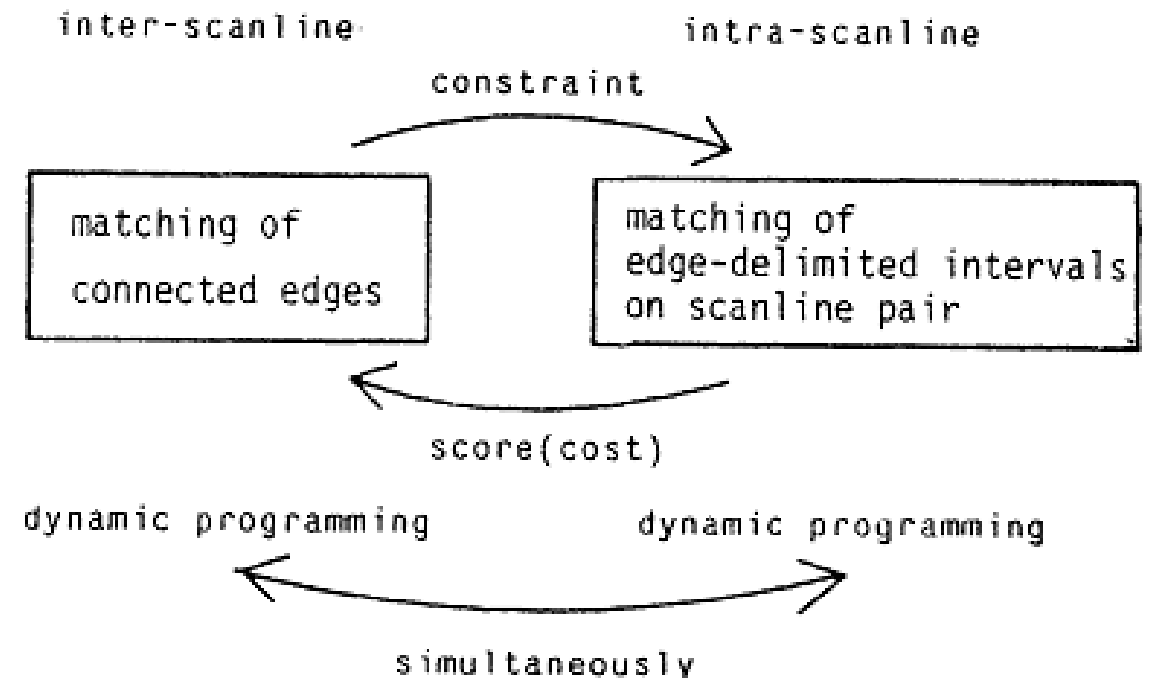 inter-scanline
intra-scanline
constraint
matching of
connected edges
matching of
edge-delimited intervals
on scanline pair
score(cost)
dynamic programming
dynamic programming
simultaneously